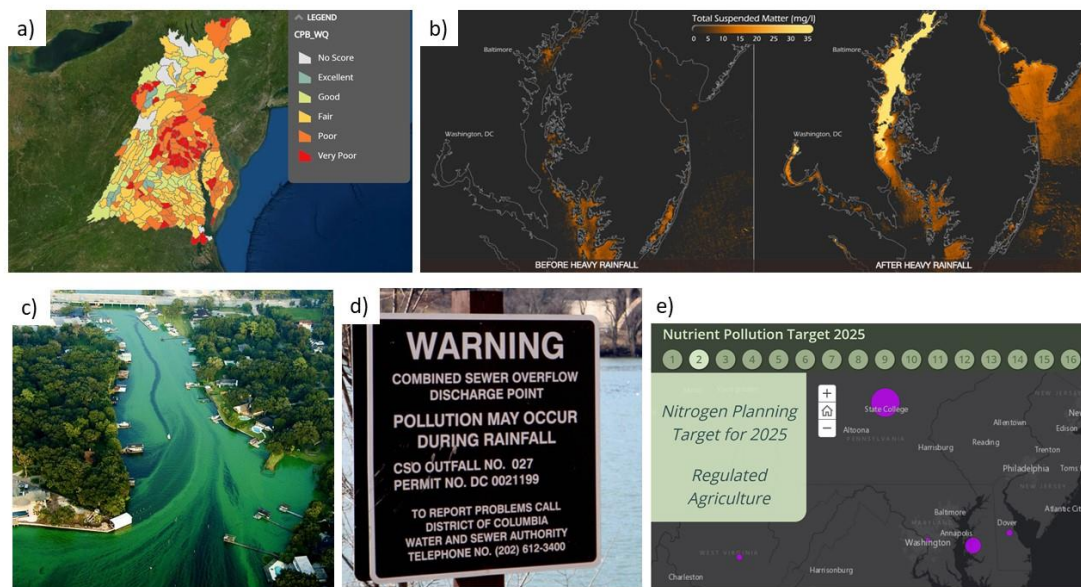 a)
LEGEND
CPB_WQ
No Score
Excellent
Good
Fair
Poor
Very Poor
b)
Total Suspended Matter (mg/l)
0 5 10 15 20 25 30 35
Baltimore
Washington, DC
BEFORE HEAVY RAINFALL
Baltimore
Washington, DC
AFTER HEAVY RAINFALL
c)
d)
WARNING
COMBINED SEWER OVERFLOW
DISCHARGE POINT
POLLUTION MAY OCCUR
DURING RAINFALL
CSO OUTFALL NO. 027
PERMIT NO. DC 0021199
TO REPORT PROBLEMS CALL
DISTRICT OF COLUMBIA
WATER AND SEWER AUTHORITY
TELEPHONE NO. (202) 612-3400
e)
Nutrient Pollution Target 2025
1 2 3 4 5 6 7 8 9 10 11 12 13 14 15 16
Nitrogen Planning
Target for 2025
Regulated
Agriculture
+
−
State College
Altoona
PENNSYLVANIA
Harrisburg
Reading
Allentown
Edison
Trenton
Philadelphia
Toms R
NEW JERSEY
Atlantic City
Baltimore
MARYLAND
Annapolis
Washington
Dover
WEST VIRGINIA
Harrisonburg
Charleston